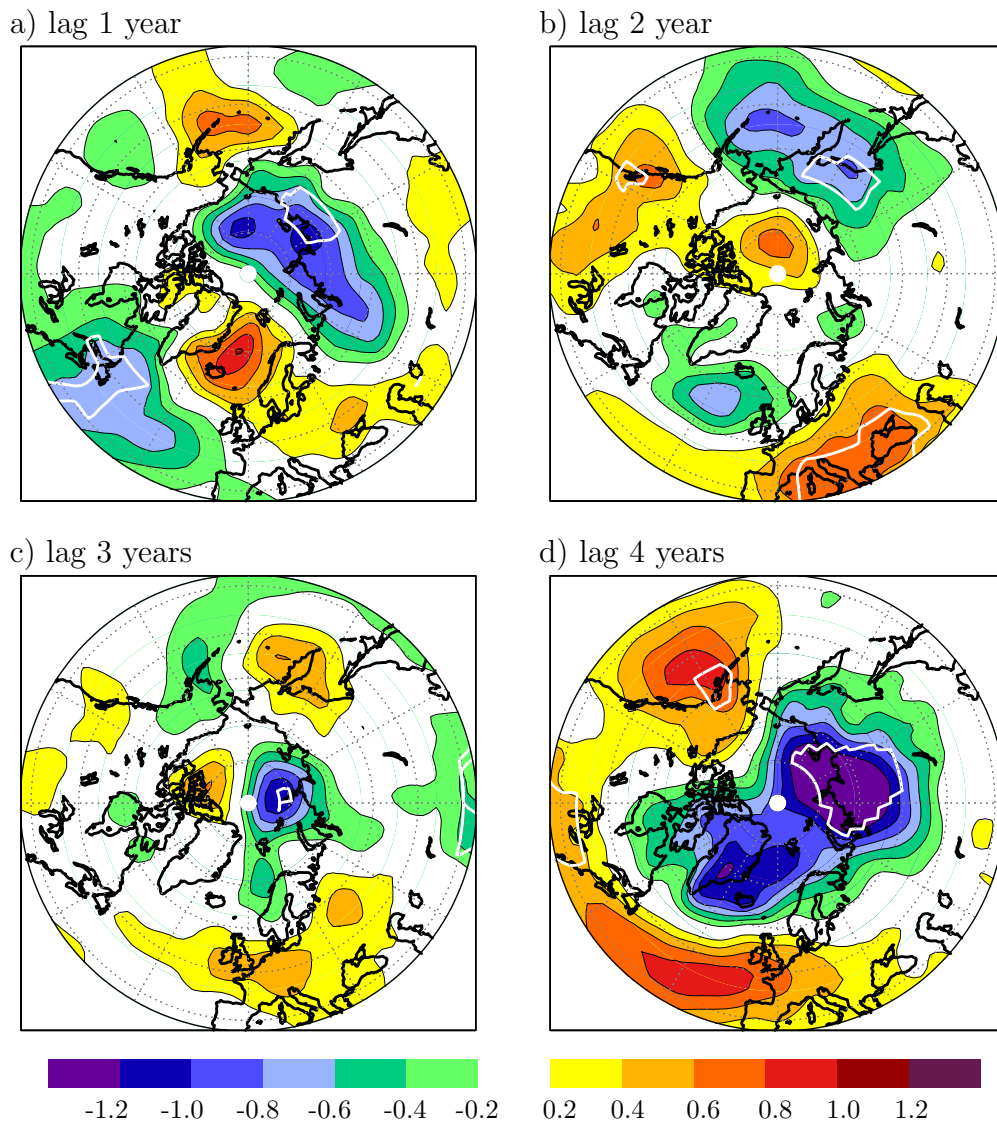 a) lag 1 year
b) lag 2 year
c) lag 3 years
d) lag 4 years
-1.2 -1.0 -0.8 -0.6 -0.4 -0.2
0.2 0.4 0.6 0.8 1.0 1.2